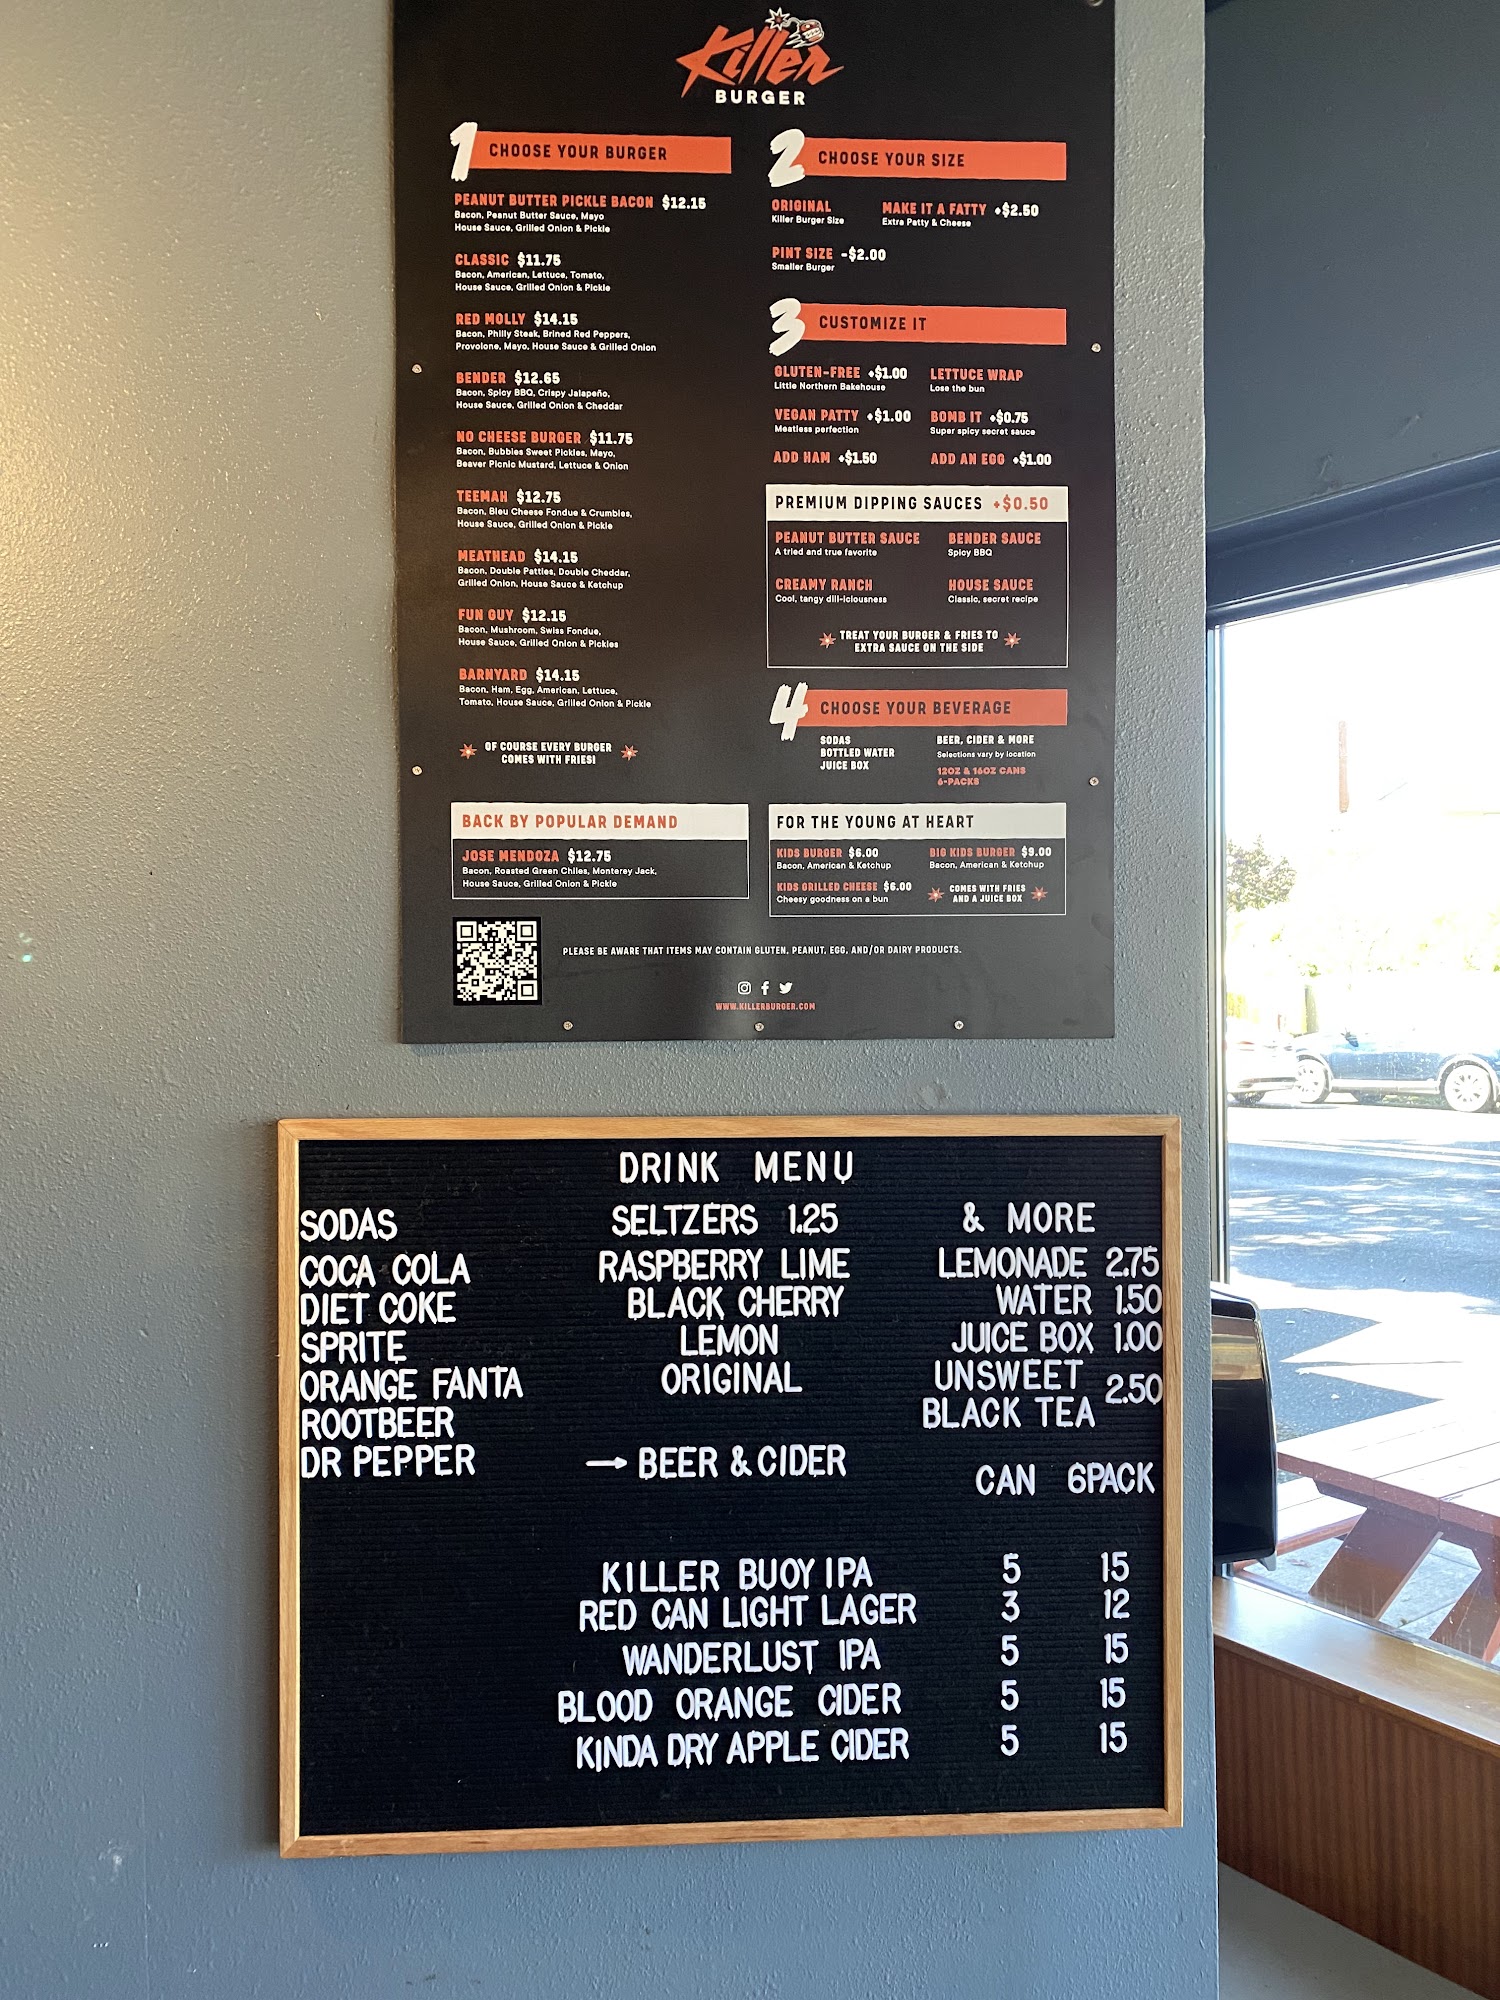 Killer
BURGER
1 CHOOSE YOUR BURGER
PEANUT BUTTER PICKLE BACON $12.15
Bacon, Peanut Butter Sauce, Mayo
House Sauce, Grilled Onion & Pickle
CLASSIC $11.75
Bacon, American, Lettuce, Tomato,
House Sauce, Grilled Onion & Pickle
RED MOLLY $14.15
Bacon, Philly Steak, Brined Red Peppers,
Provolone, Mayo, House Sauce & Grilled Onion
BENDER $12.65
Bacon, Spicy BBQ, Crispy Jalapeño,
House Sauce, Grilled Onion & Cheddar
NO CHEESE BURGER $11.75
Bacon, Bubbies Sweet Pickles, Mayo,
Beaver Picnic Mustard, Lettuce & Onion
TEEMAH $12.75
Bacon, Bleu Cheese Fondue & Crumbles,
House Sauce, Grilled Onion & Pickle
MEATHEAD $14.15
Bacon, Double Patties, Double Cheddar,
Grilled Onion, House Sauce & Ketchup
FUN GUY $12.15
Bacon, Mushroom, Swiss Fondue,
House Sauce, Grilled Onion & Pickles
BARNYARD $14.15
Bacon, Ham, Egg, American, Lettuce,
Tomato, House Sauce, Grilled Onion & Pickle
OF COURSE EVERY BURGER
COMES WITH FRIES!
BACK BY POPULAR DEMAND
JOSE MENDOZA $12.75
Bacon, Roasted Green Chiles, Monterey Jack,
House Sauce, Grilled Onion & Pickle
2 CHOOSE YOUR SIZE
ORIGINAL MAKE IT A FATTY +$2.50
Killer Burger Size Extra Patty & Cheese
PINT SIZE -$2.00
Smaller Burger
3 CUSTOMIZE IT
GLUTEN-FREE +$1.00 LETTUCE WRAP
Little Northern Bakehouse Lose the bun
VEGAN PATTY +$1.00 BOMB IT +$0.75
Meatless perfection Super spicy secret sauce
ADD HAM +$1.50 ADD AN EGG +$1.00
PREMIUM DIPPING SAUCES +$0.50
PEANUT BUTTER SAUCE BENDER SAUCE
A tried and true favorite Spicy BBQ
CREAMY RANCH HOUSE SAUCE
Cool, tangy dill-iciousness Classic, secret recipe
TREAT YOUR BURGER & FRIES TO
EXTRA SAUCE ON THE SIDE
4 CHOOSE YOUR BEVERAGE
SODAS
BOTTLED WATER
JUICE BOX
BEER, CIDER & MORE
Selections vary by location
12OZ & 16OZ CANS
6-PACKS
FOR THE YOUNG AT HEART
KIDS BURGER $6.00 BIG KIDS BURGER $9.00
Bacon, American & Ketchup Bacon, American & Ketchup
KIDS GRILLED CHEESE $6.00
Cheesy goodness on a bun
COMES WITH FRIES
AND A JUICE BOX
PLEASE BE AWARE THAT ITEMS MAY CONTAIN GLUTEN, PEANUT, EGG, AND/OR DAIRY PRODUCTS.
WWW.KILLERBURGER.COM
DRINK MENU
SODAS
COCA COLA
DIET COKE
SPRITE
ORANGE FANTA
ROOTBEER
DR PEPPER
SELTZERS 1.25
RASPBERRY LIME
BLACK CHERRY
LEMON
ORIGINAL
& MORE
LEMONADE 2.75
WATER 1.50
JUICE BOX 1.00
UNSWEET
BLACK TEA 2.50
→ BEER & CIDER CAN 6PACK
KILLER BUOY IPA 5 15
RED CAN LIGHT LAGER 3 12
WANDERLUST IPA 5 15
BLOOD ORANGE CIDER 5 15
KINDA DRY APPLE CIDER 5 15